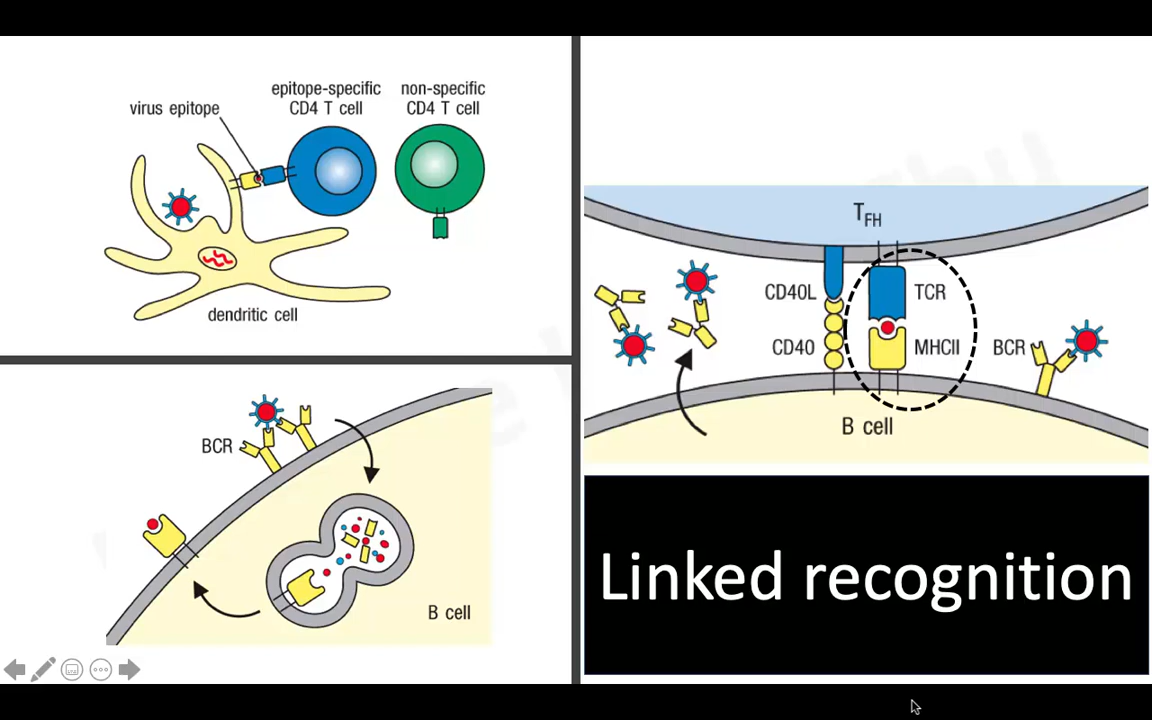 virus epitope
epitope-specific
CD4 T cell
non-specific
CD4 T cell
dendritic cell
BCR
B cell
T_FH
CD40L
TCR
CD40
MHCII
BCR
B cell
Linked recognition